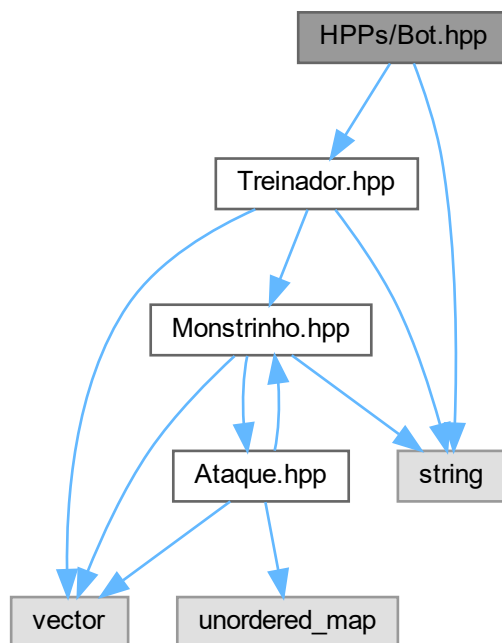 HPPs/Bot.hpp
Treinador.hpp
Monstrinho.hpp
Ataque.hpp
string
vector
unordered_map